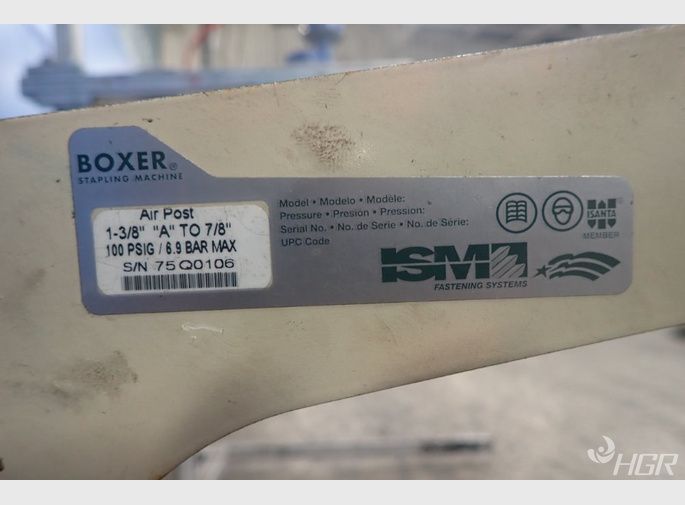 BOXER®
STAPLING MACHINE
Air Post
1-3/8" "A" TO 7/8"
100 PSIG / 6.9 BAR MAX
S/N 75Q0106
Model • Modelo • Modèle:
Pressure • Presion • Pression:
Serial No. • No. de Serie • No. de Série:
UPC Code
ISM
FASTENING SYSTEMS
ISANTA
MEMBER
HGR